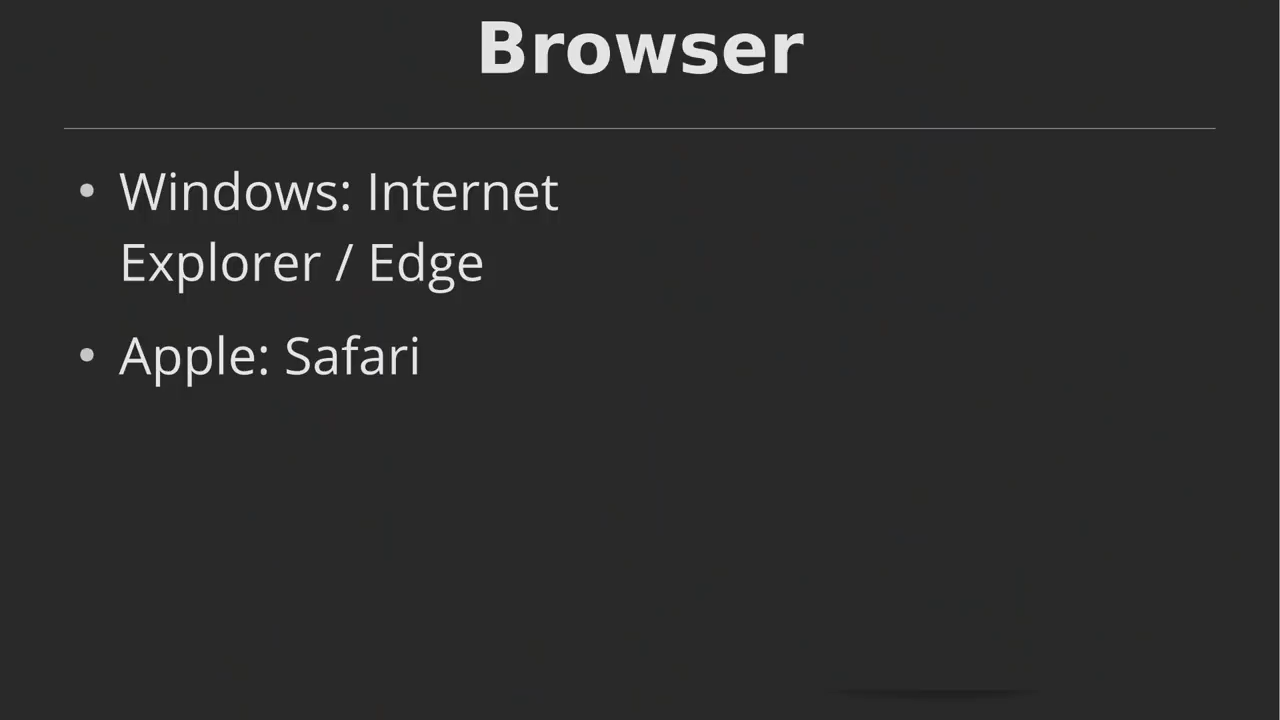 Browser
• Windows: Internet
Explorer / Edge
• Apple: Safari